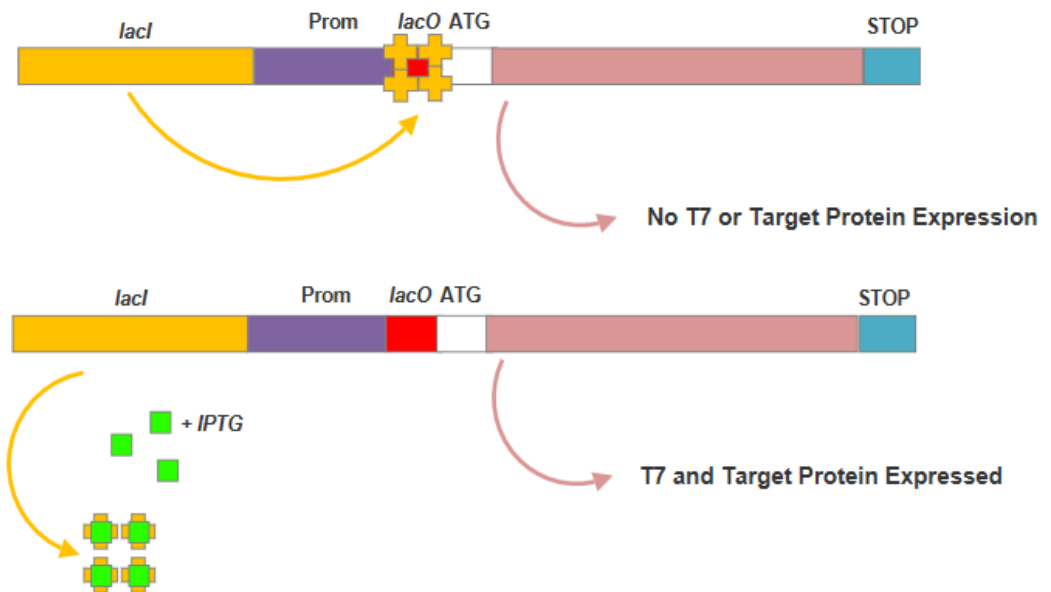 lacI Prom lacO ATG STOP
No T7 or Target Protein Expression
lacI Prom lacO ATG STOP
+ IPTG
T7 and Target Protein Expressed